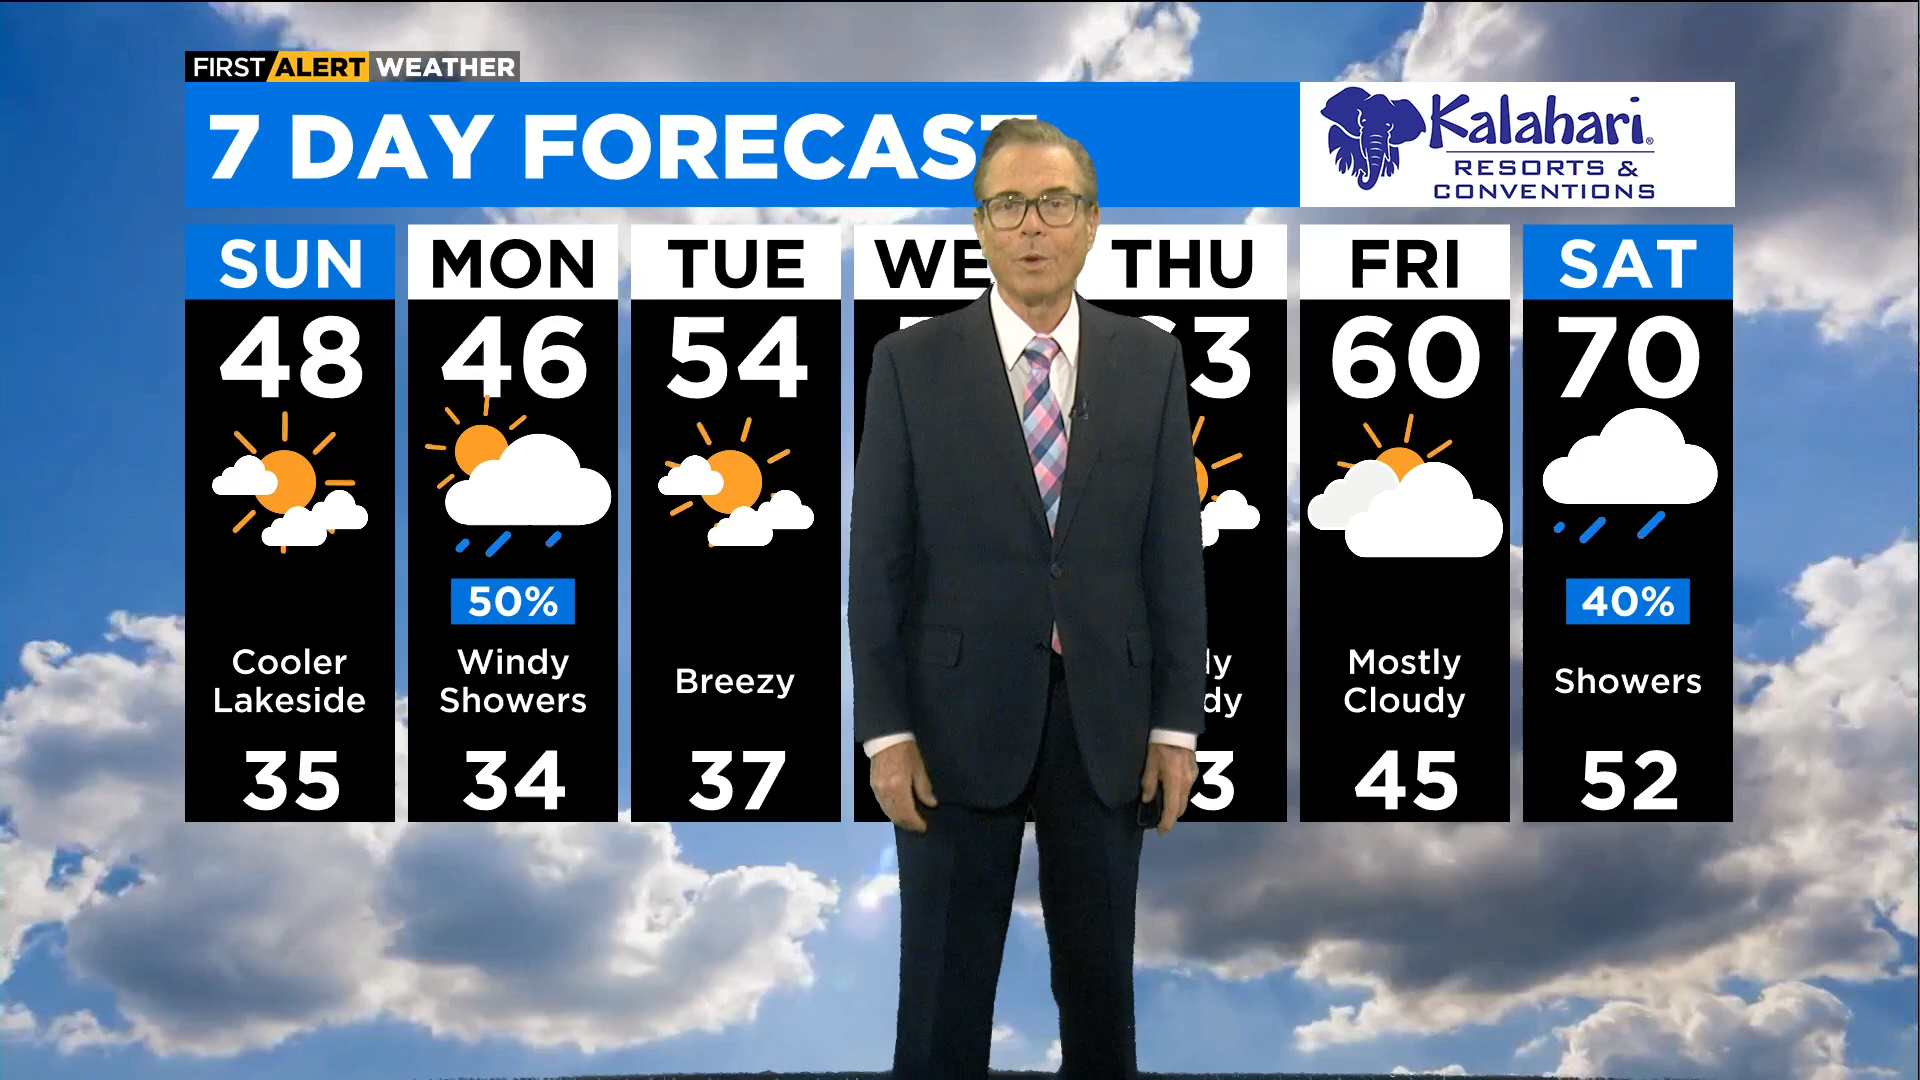 FIRST ALERT WEATHER
7 DAY FORECAST
Kalahari®
RESORTS &
CONVENTIONS
SUN MON TUE THU FRI SAT
48 46 54 60 70
50% 40%
Cooler Windy Mostly
Lakeside Showers Breezy Cloudy Showers
35 34 37 45 52